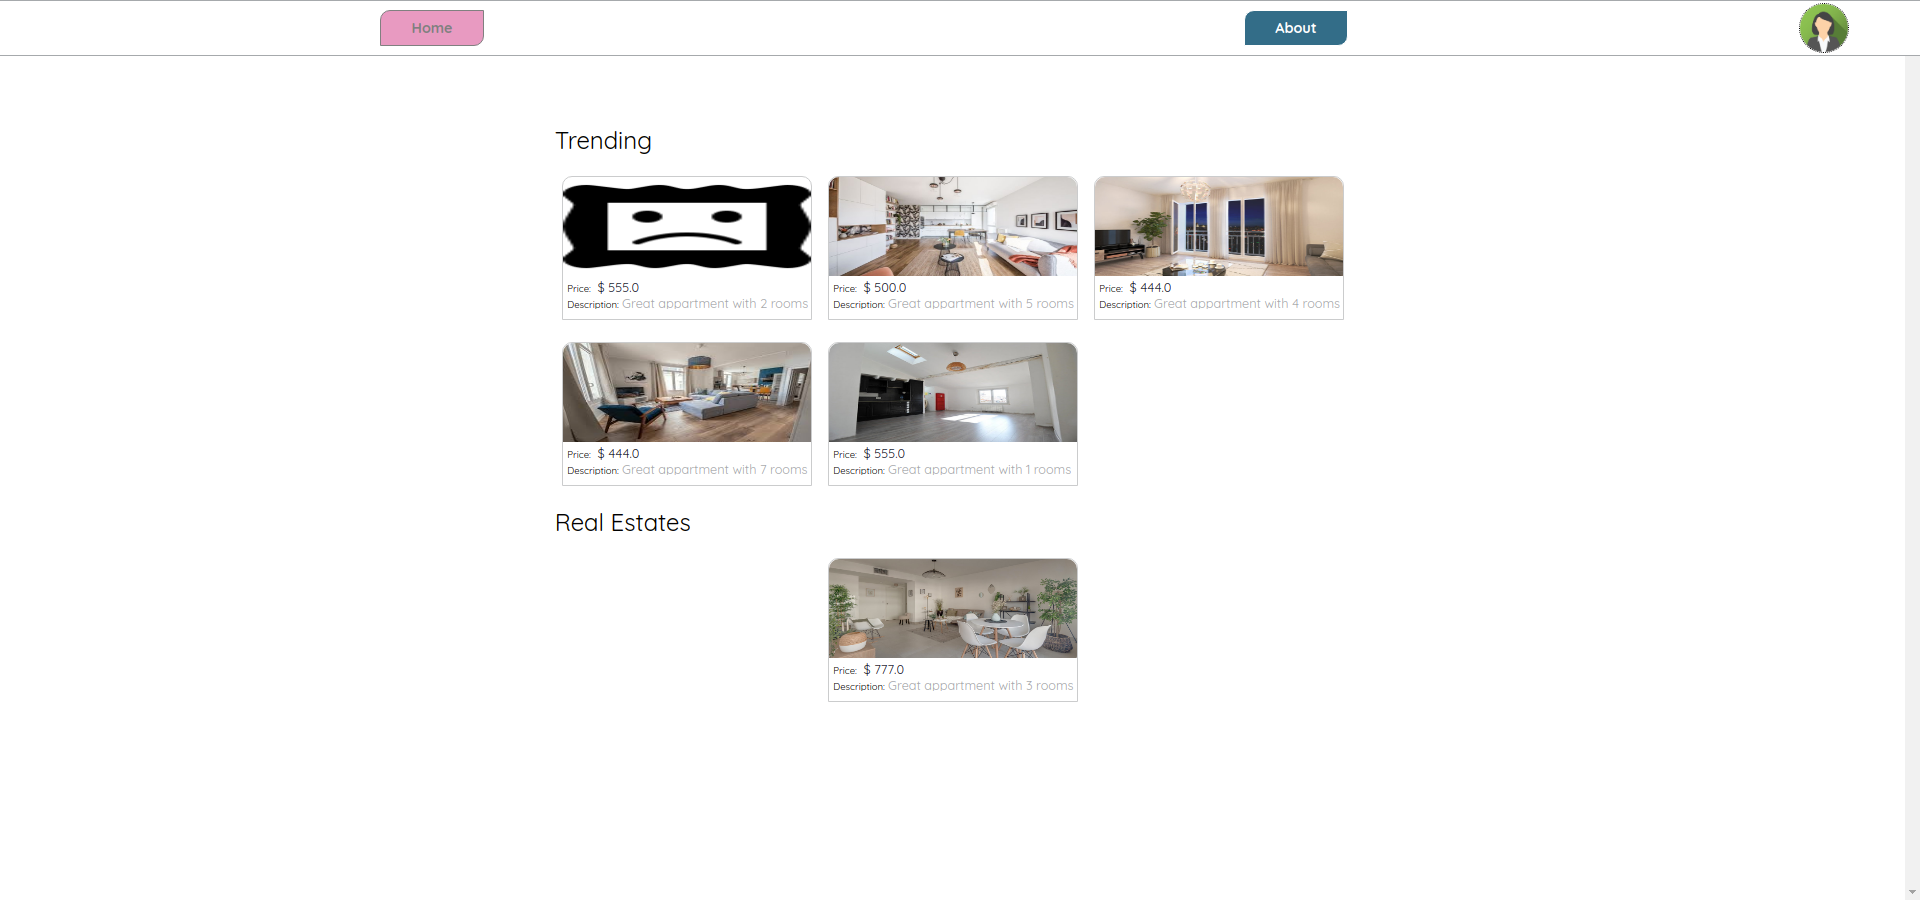 Home
About
Trending
Price: $ 555.0
Description: Great appartment with 2 rooms
Price: $ 500.0
Description: Great appartment with 5 rooms
Price: $ 444.0
Description: Great appartment with 4 rooms
Price: $ 444.0
Description: Great appartment with 7 rooms
Price: $ 555.0
Description: Great appartment with 1 rooms
Real Estates
Price: $ 777.0
Description: Great appartment with 3 rooms